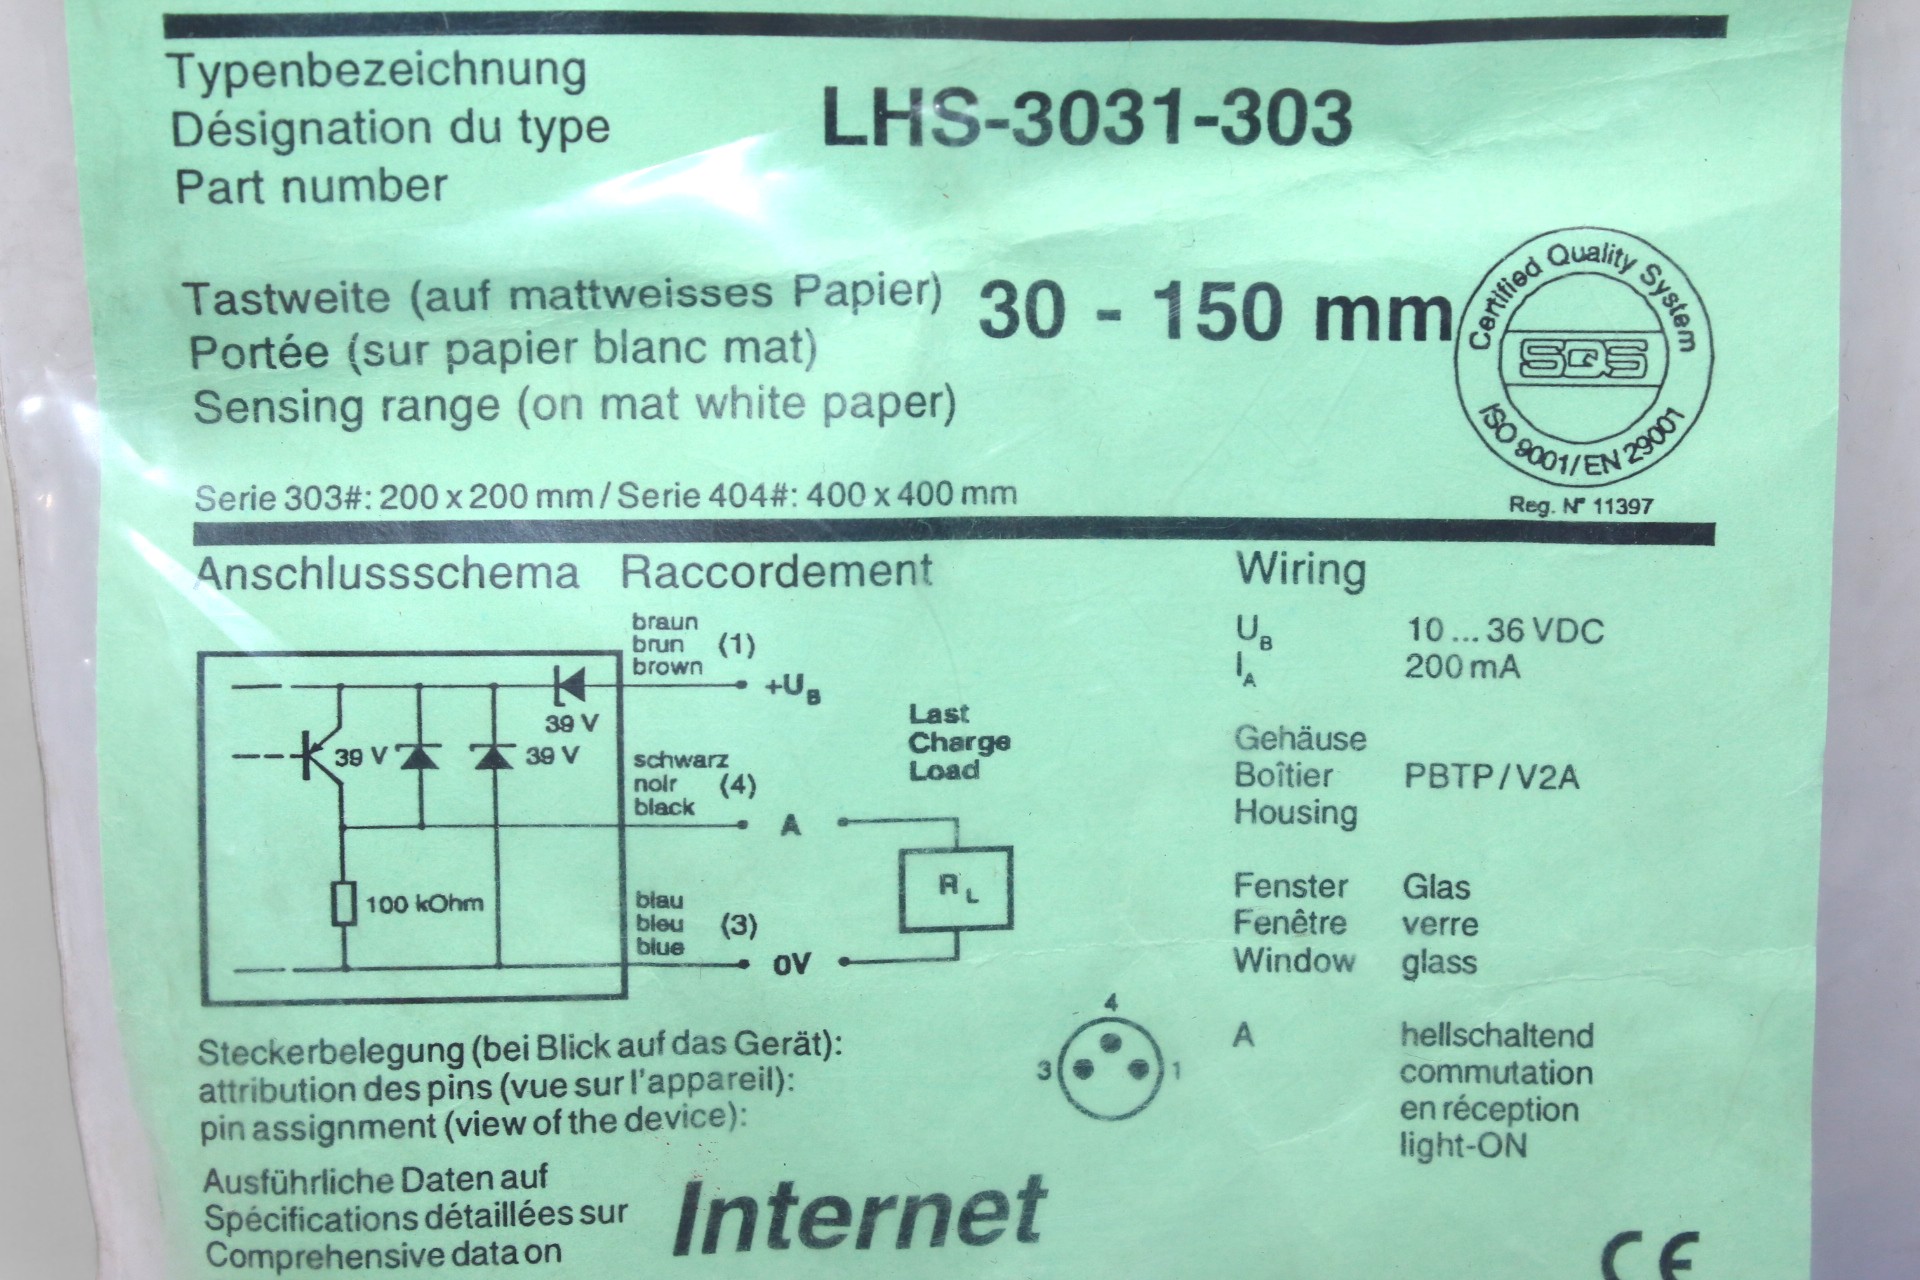 Typenbezeichnung
Désignation du type
Part number
LHS-3031-303
Tastweite (auf mattweisses Papier)
Portée (sur papier blanc mat)
Sensing range (on mat white paper)
30 - 150 mm
Certified Quality System
SQS
ISO 9001/EN 29001
Reg. Nº 11397
Serie 303#: 200 x 200 mm / Serie 404#: 400 x 400 mm
Anschlussschema Raccordement Wiring
braun
brun (1)
brown
+UB
39 V
39 V
39 V
schwarz
noir (4)
black
A
Last
Charge
Load
RL
100 kOhm
blau
bleu (3)
blue
0V
UB 10 ... 36 VDC
IA 200 mA
Gehäuse
Boîtier PBTP/V2A
Housing
Fenster Glas
Fenêtre verre
Window glass
A hellschaltend
commutation
en réception
light-ON
Steckerbelegung (bei Blick auf das Gerät):
attribution des pins (vue sur l'appareil):
pin assignment (view of the device):
4
3 1
Ausführliche Daten auf
Spécifications détaillées sur
Comprehensive data on
Internet
CE